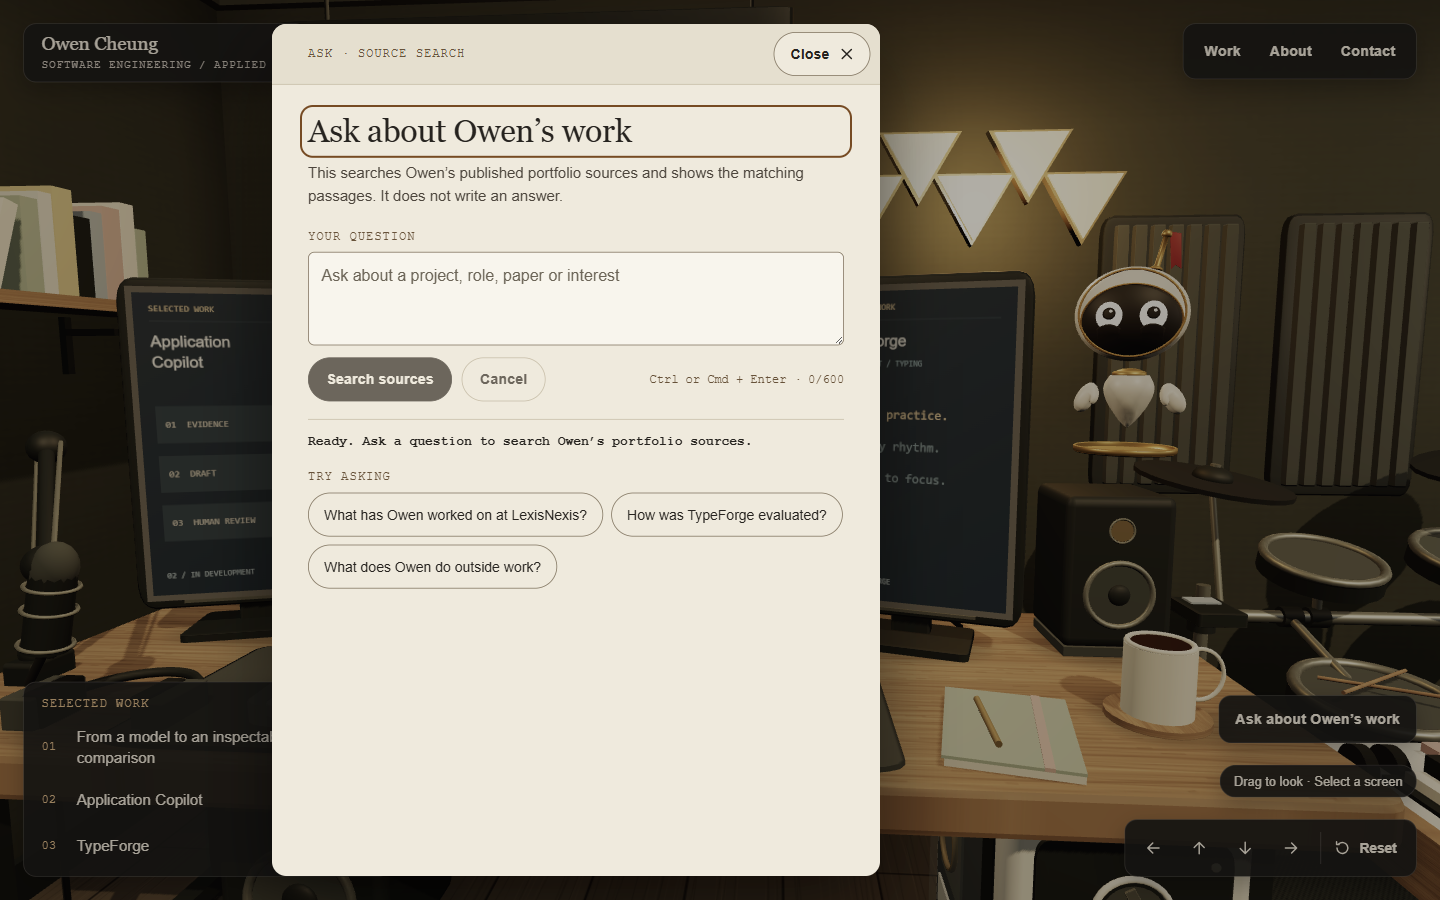 Owen Cheung
SOFTWARE ENGINEERING / APPLIED
Work
About
Contact
ASK · SOURCE SEARCH
Close
Ask about Owen’s work
This searches Owen’s published portfolio sources and shows the matching
passages. It does not write an answer.
YOUR QUESTION
Ask about a project, role, paper or interest
Search sources
Cancel
Ctrl or Cmd + Enter · 0/600
Ready. Ask a question to search Owen’s portfolio sources.
TRY ASKING
What has Owen worked on at LexisNexis?
How was TypeForge evaluated?
What does Owen do outside work?
SELECTED WORK
Application
Copilot
01 EVIDENCE
02 DRAFT
03 HUMAN REVIEW
02 / IN DEVELOPMENT
/ TYPING
practice.
rhythm.
to focus.
SELECTED WORK
01 From a model to an
comparison
02 Application Copilot
03 TypeForge
Ask about Owen’s work
Drag to look · Select a screen
Reset